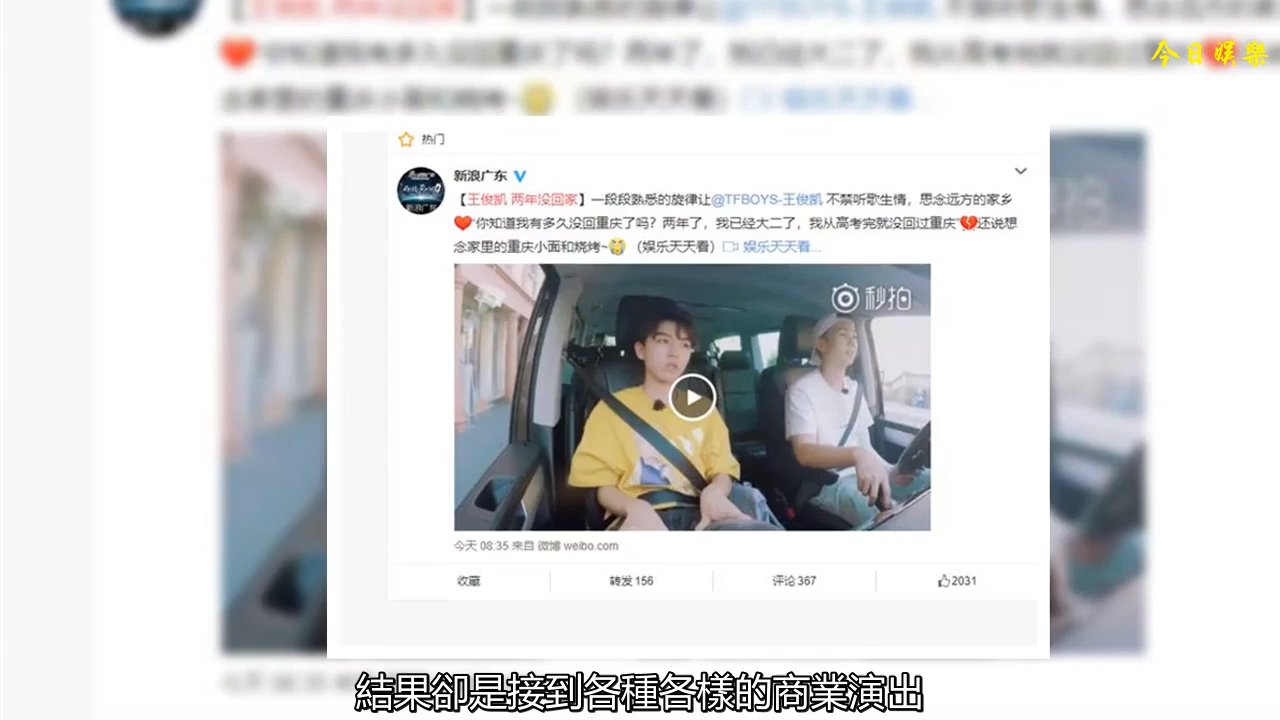 今日娱樂
热门
新浪广东
【王俊凯 两年没回家】一段段熟悉的旋律让@TFBOYS-王俊凯 不禁听歌生情，思念远方的家乡
"你知道我有多久没回重庆了吗？两年了，我已经大二了，我从高考完就没回过重庆"还说想
念家里的重庆小面和烧烤~（娱乐天天看）娱乐天天看...
秒拍
今天 08:35 来自 微博 weibo.com
收藏
转发 156
评论 367
2031
結果卻是接到各種各樣的商業演出